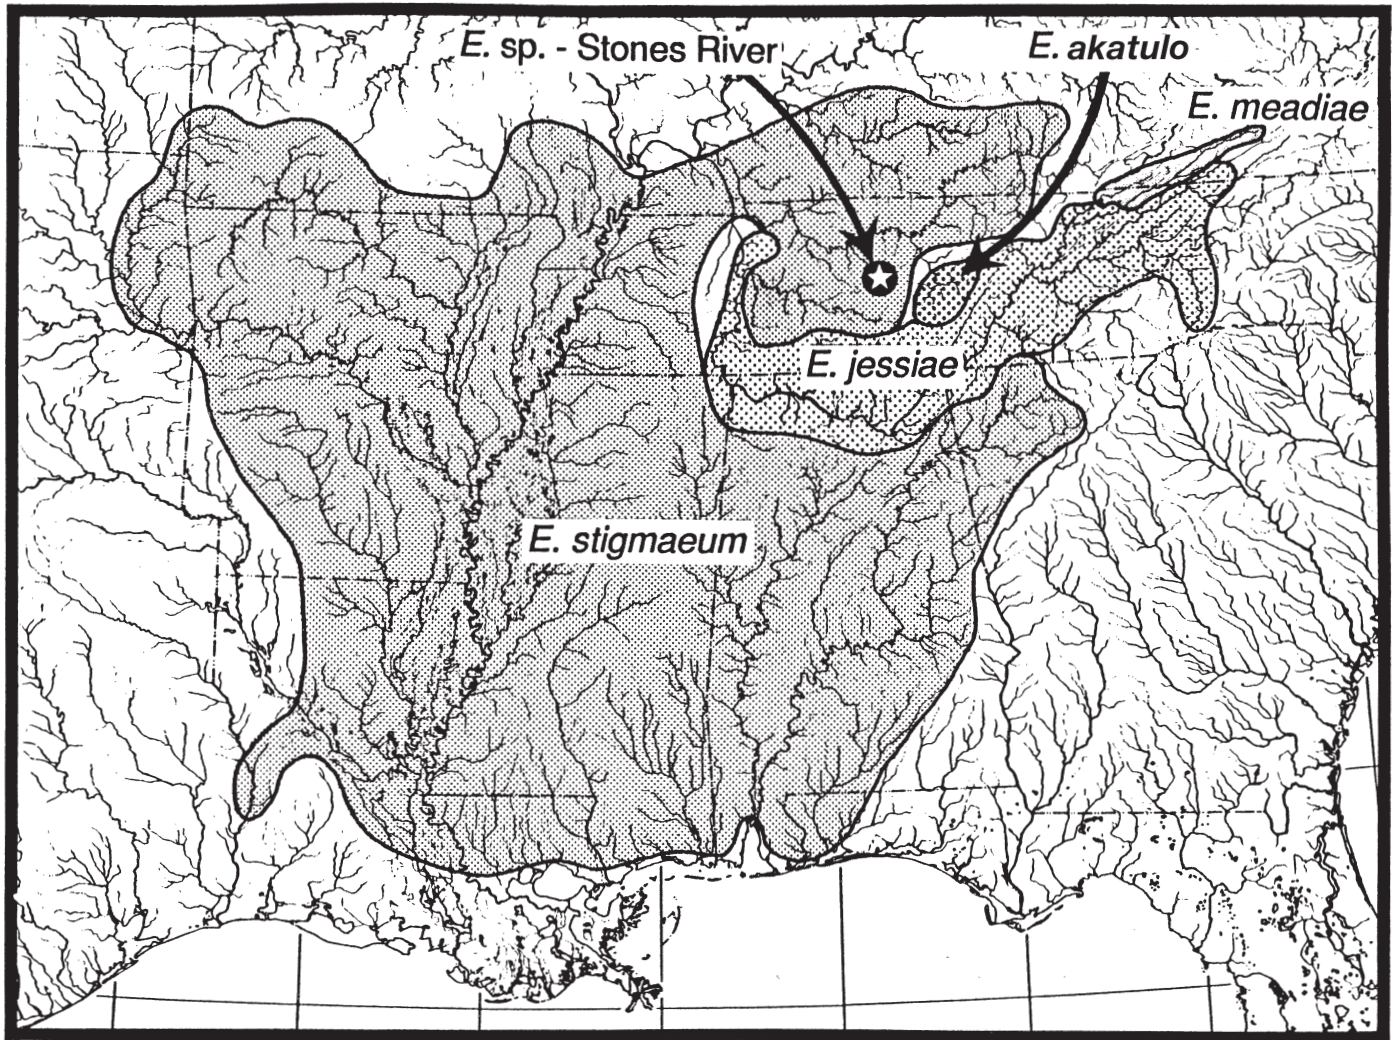 E. sp. - Stones River
E. akatulo
E. meadiae
E. jessiae
E. stigmaeum